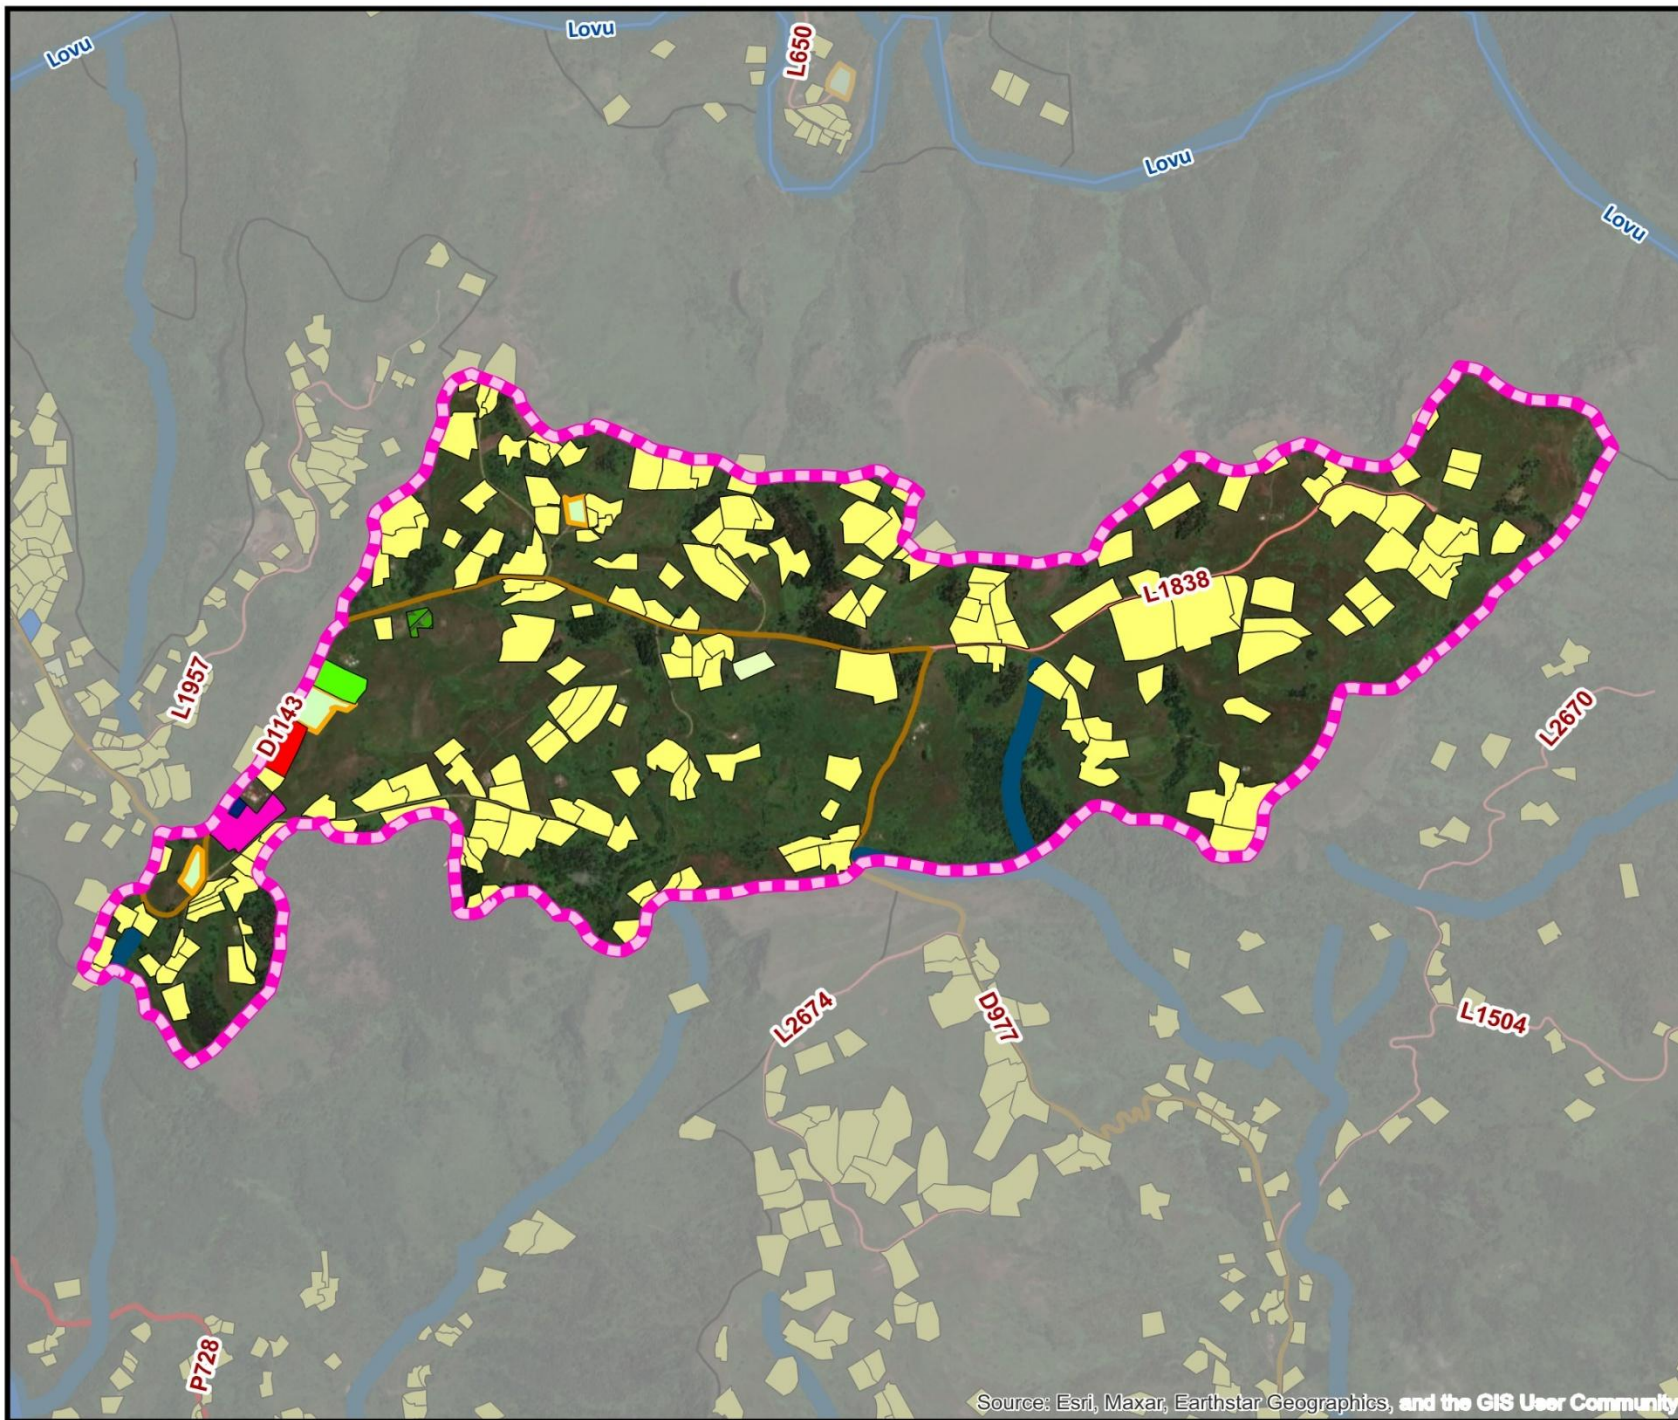 Lovu
Lovu
L650
Lovu
Lovu
L1838
L1957
D1143
L2670
L2674
D977
L1504
P728
Source: Esri, Maxar, Earthstar Geographics, and the GIS User Community